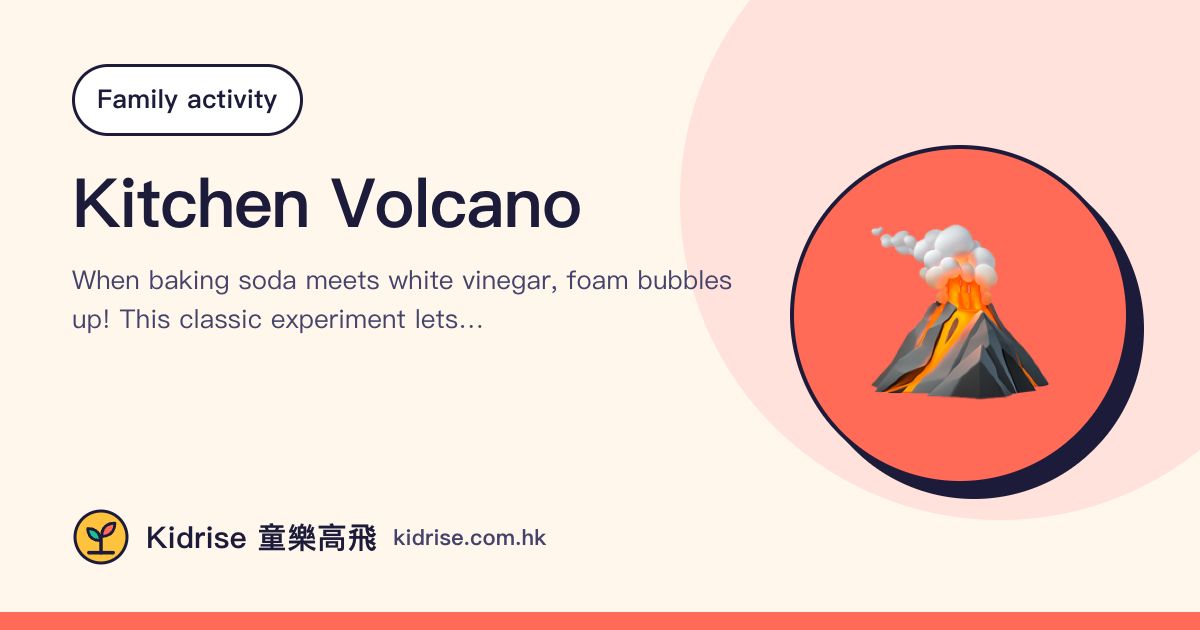 Family activity
Kitchen Volcano
When baking soda meets white vinegar, foam bubbles
up! This classic experiment lets…
Kidrise 童樂高飛 kidrise.com.hk